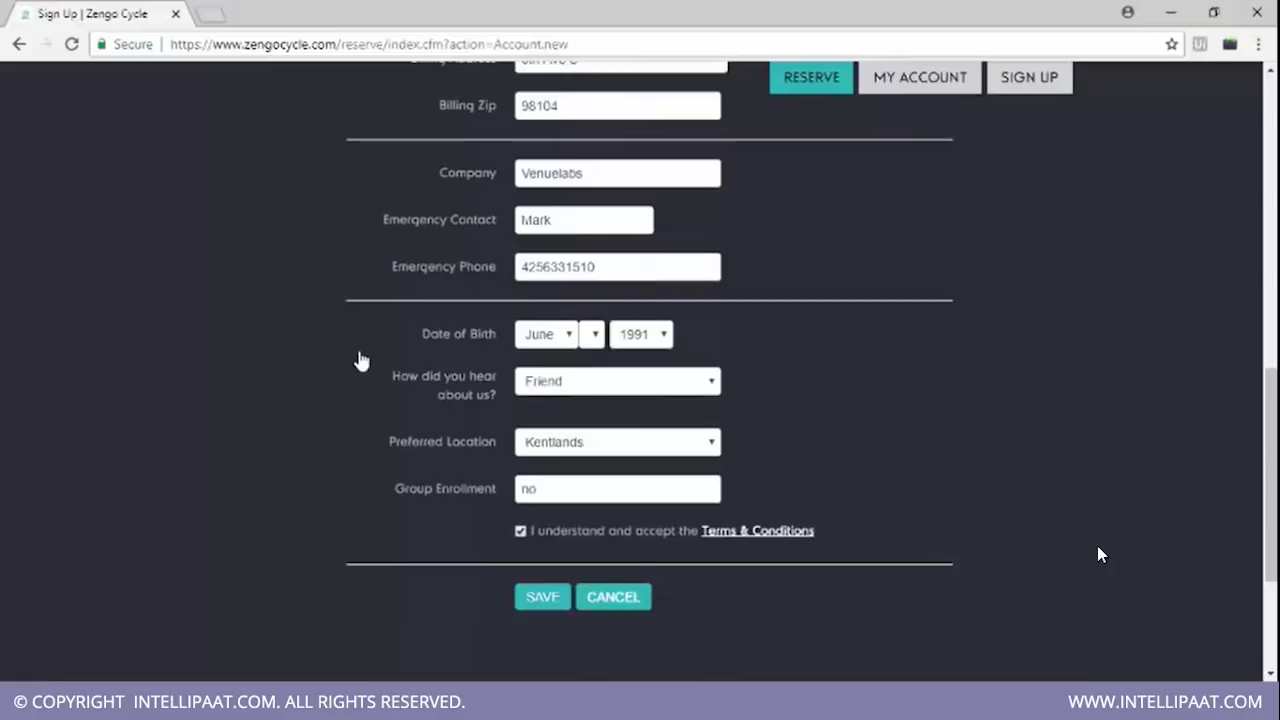 Sign Up | Zengo Cycle
Secure
https://www.zengocycle.com/reserve/index.cfm?action=Account.new
RESERVE
MY ACCOUNT
SIGN UP
Billing Zip 98104
Company Venuelabs
Emergency Contact Mark
Emergency Phone 4256331510
Date of Birth June 1991
How did you hear
about us?
Friend
Preferred Location Kentlands
Group Enrollment no
I understand and accept the Terms & Conditions
SAVE CANCEL
© COPYRIGHT INTELLIPAAT.COM. ALL RIGHTS RESERVED.
WWW.INTELLIPAAT.COM